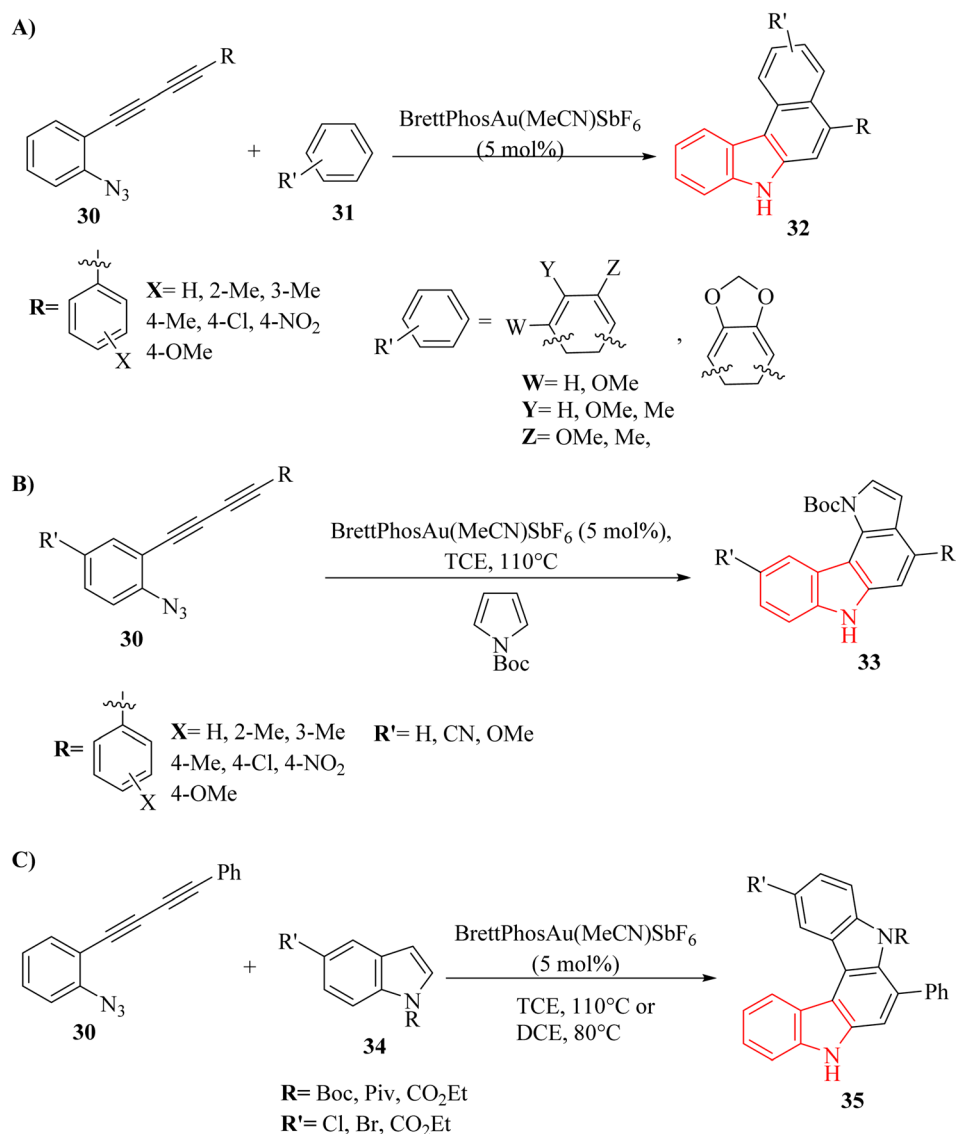 A)
R
N3
30
+
R'
31
BrettPhosAu(MeCN)SbF6
(5 mol%)
R'
R
N
H
32
R=
X
X= H, 2-Me, 3-Me
4-Me, 4-Cl, 4-NO2
4-OMe
R'
=
Y
Z
W
,
O
O
W= H, OMe
Y= H, OMe, Me
Z= OMe, Me,
B)
R
R'
N3
30
BrettPhosAu(MeCN)SbF6 (5 mol%),
TCE, 110°C
N
Boc
BocN
R'
R
N
H
33
R=
X
X= H, 2-Me, 3-Me
4-Me, 4-Cl, 4-NO2
4-OMe
R'= H, CN, OMe
C)
Ph
N3
30
+
R'
N
R
34
BrettPhosAu(MeCN)SbF6
(5 mol%)
TCE, 110°C or
DCE, 80°C
R'
NR
Ph
N
H
35
R= Boc, Piv, CO2Et
R'= Cl, Br, CO2Et